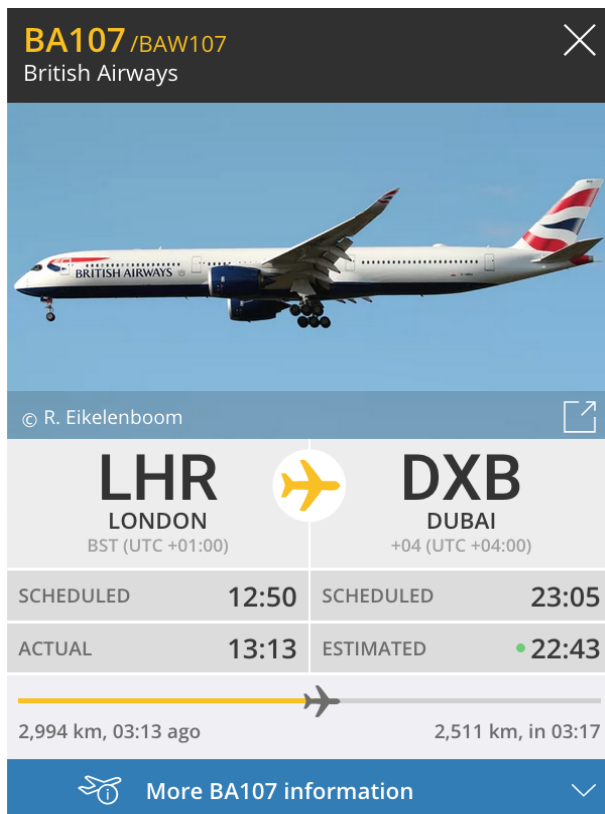 BA107 /BAW107
British Airways
BRITISH AIRWAYS
© R. Eikelenboom
LHR
LONDON
BST (UTC +01:00)
DXB
DUBAI
+04 (UTC +04:00)
SCHEDULED 12:50
SCHEDULED 23:05
ACTUAL 13:13
ESTIMATED 22:43
2,994 km, 03:13 ago
2,511 km, in 03:17
More BA107 information